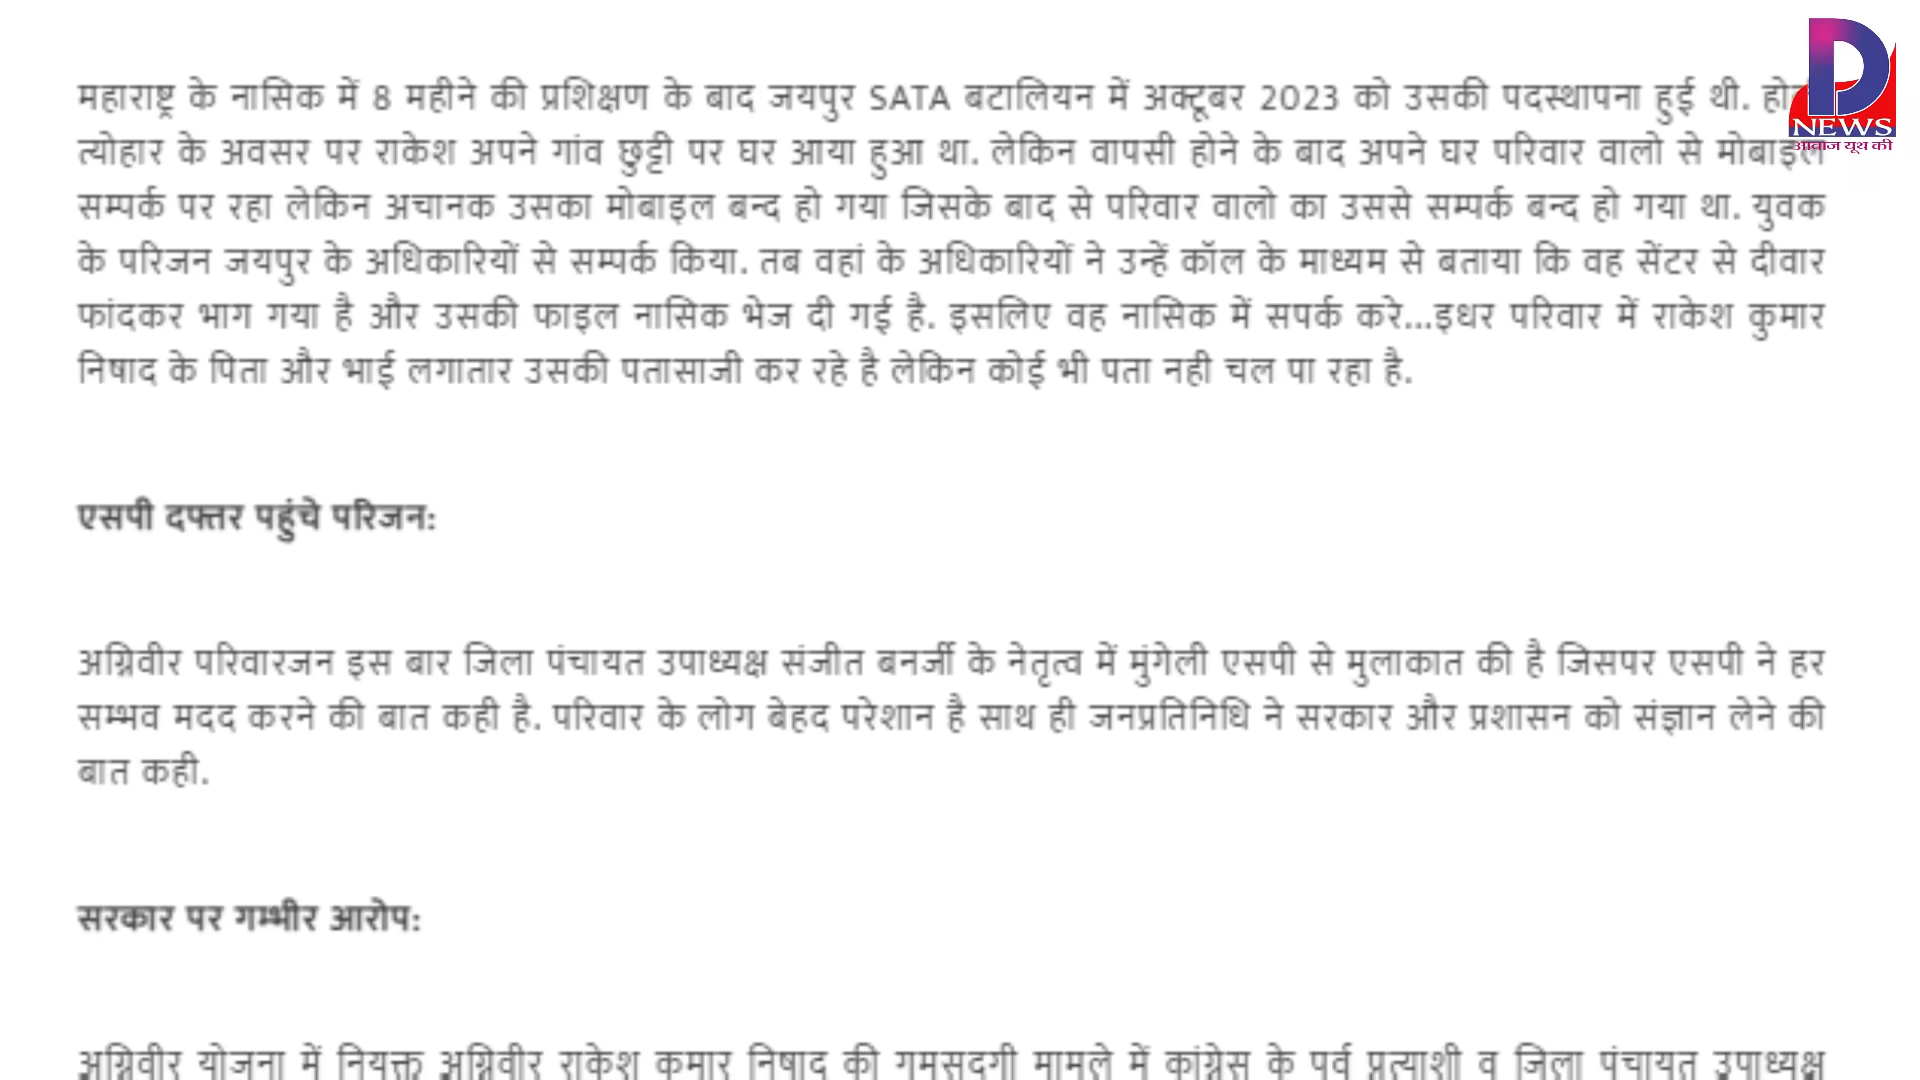 महाराष्ट्र के नासिक में 8 महीने की प्रशिक्षण के बाद जयपुर SATA बटालियन में अक्टूबर 2023 को उसकी पदस्थापना हुई थी.
त्योहार के अवसर पर राकेश अपने गांव छुट्टी पर घर आया हुआ था. लेकिन वापसी होने के बाद अपने घर परिवार वालो से मोबाइल
सम्पर्क पर रहा लेकिन अचानक उसका मोबाइल बन्द हो गया जिसके बाद से परिवार वालो का उससे सम्पर्क बन्द हो गया था. युवक
के परिजन जयपुर के अधिकारियों से सम्पर्क किया. तब वहां के अधिकारियों ने उन्हें कॉल के माध्यम से बताया कि वह सेंटर से दीवार
फांदकर भाग गया है और उसकी फाइल नासिक भेज दी गई है. इसलिए वह नासिक में सपर्क करे...इधर परिवार में राकेश कुमार
निषाद के पिता और भाई लगातार उसकी पतासाजी कर रहे है लेकिन कोई भी पता नही चल पा रहा है.
एसपी दफ्तर पहुंचे परिजन:
अग्निवीर परिवारजन इस बार जिला पंचायत उपाध्यक्ष संजीत बनर्जी के नेतृत्व में मुंगेली एसपी से मुलाकात की है जिसपर एसपी ने हर
सम्भव मदद करने की बात कही है. परिवार के लोग बेहद परेशान है साथ ही जनप्रतिनिधि ने सरकार और प्रशासन को संज्ञान लेने की
बात कही.
सरकार पर गम्भीर आरोप:
अग्निवीर योजना में नियुक्त अग्निवीर राकेश कुमार निषाद की गुमसुदगी मामले में कांग्रेस के पूर्व प्रत्याशी व जिला पंचायत उपाध्यक्ष
D
NEWS
आवाज यूथ की